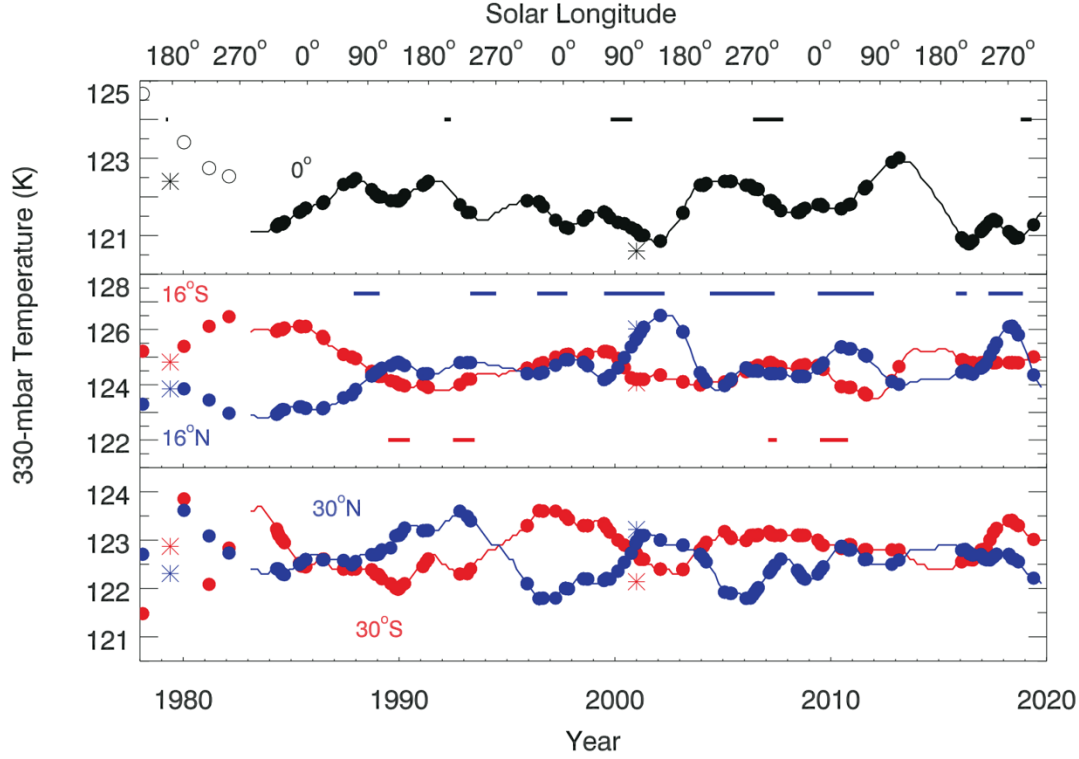 Solar Longitude
180° 270° 0° 90° 180° 270° 0° 90° 180° 270° 0° 90° 180° 270°
330-mbar Temperature (K)
125
123
121
0°
128
126
124
122
16°S
16°N
124
123
122
121
30°N
30°S
1980 1990 2000 2010 2020
Year